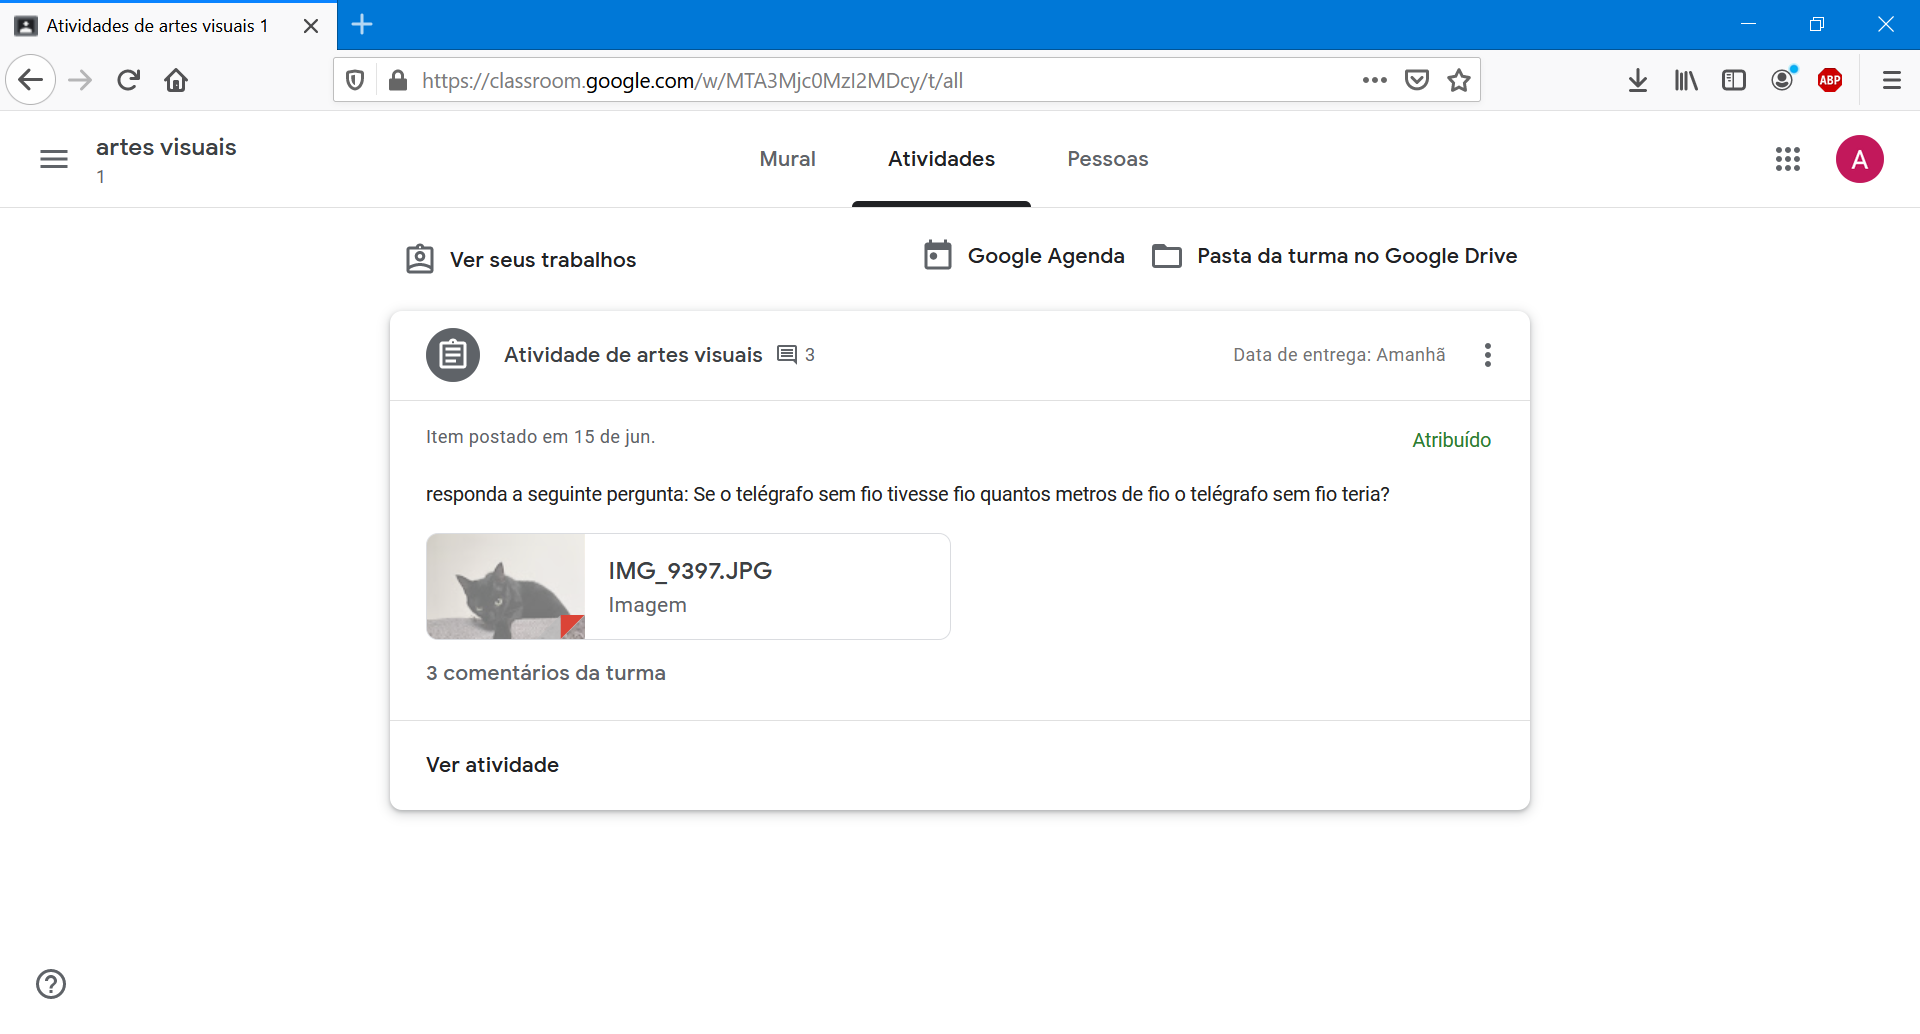 Atividades de artes visuais 1
https://classroom.google.com/w/MTA3Mjc0MzI2MDcy/t/all
ABP
artes visuais
1
Mural
Atividades
Pessoas
A
Ver seus trabalhos
Google Agenda
Pasta da turma no Google Drive
Atividade de artes visuais 3
Data de entrega: Amanhã
Item postado em 15 de jun.
Atribuído
responda a seguinte pergunta: Se o telégrafo sem fio tivesse fio quantos metros de fio o telégrafo sem fio teria?
IMG_9397.JPG
Imagem
3 comentários da turma
Ver atividade